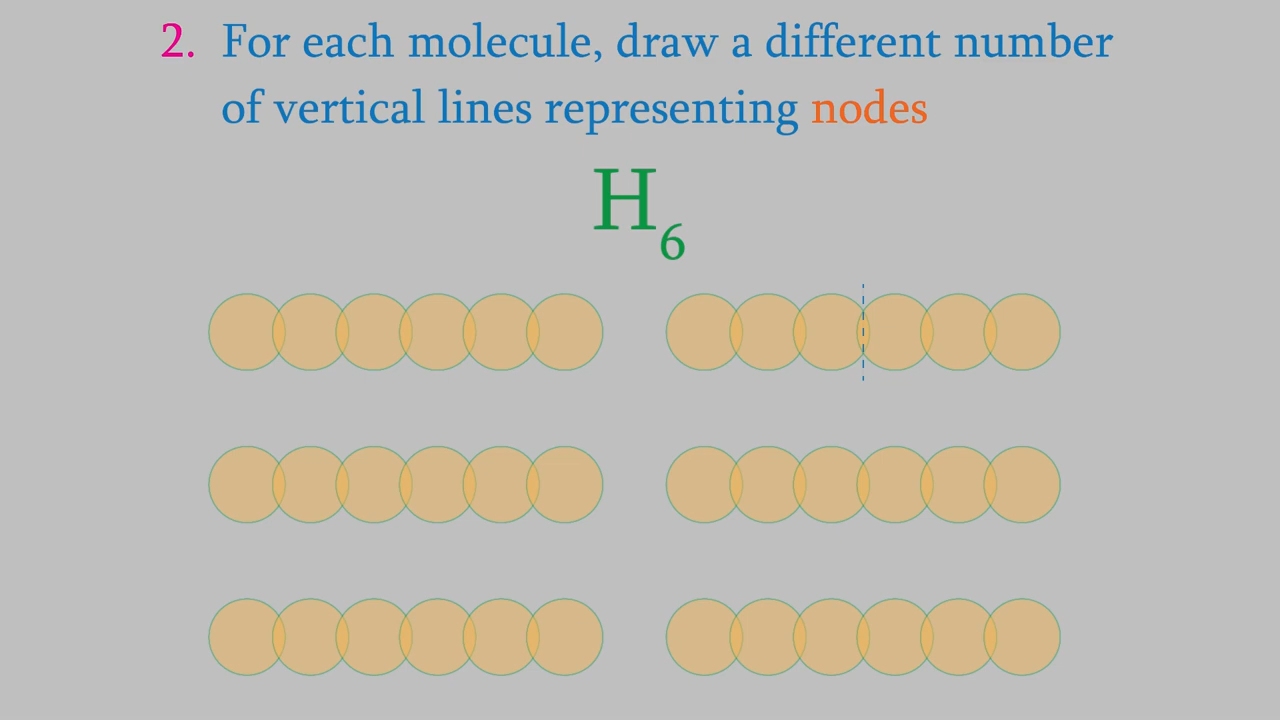 2. For each molecule, draw a different number
of vertical lines representing nodes
H₆